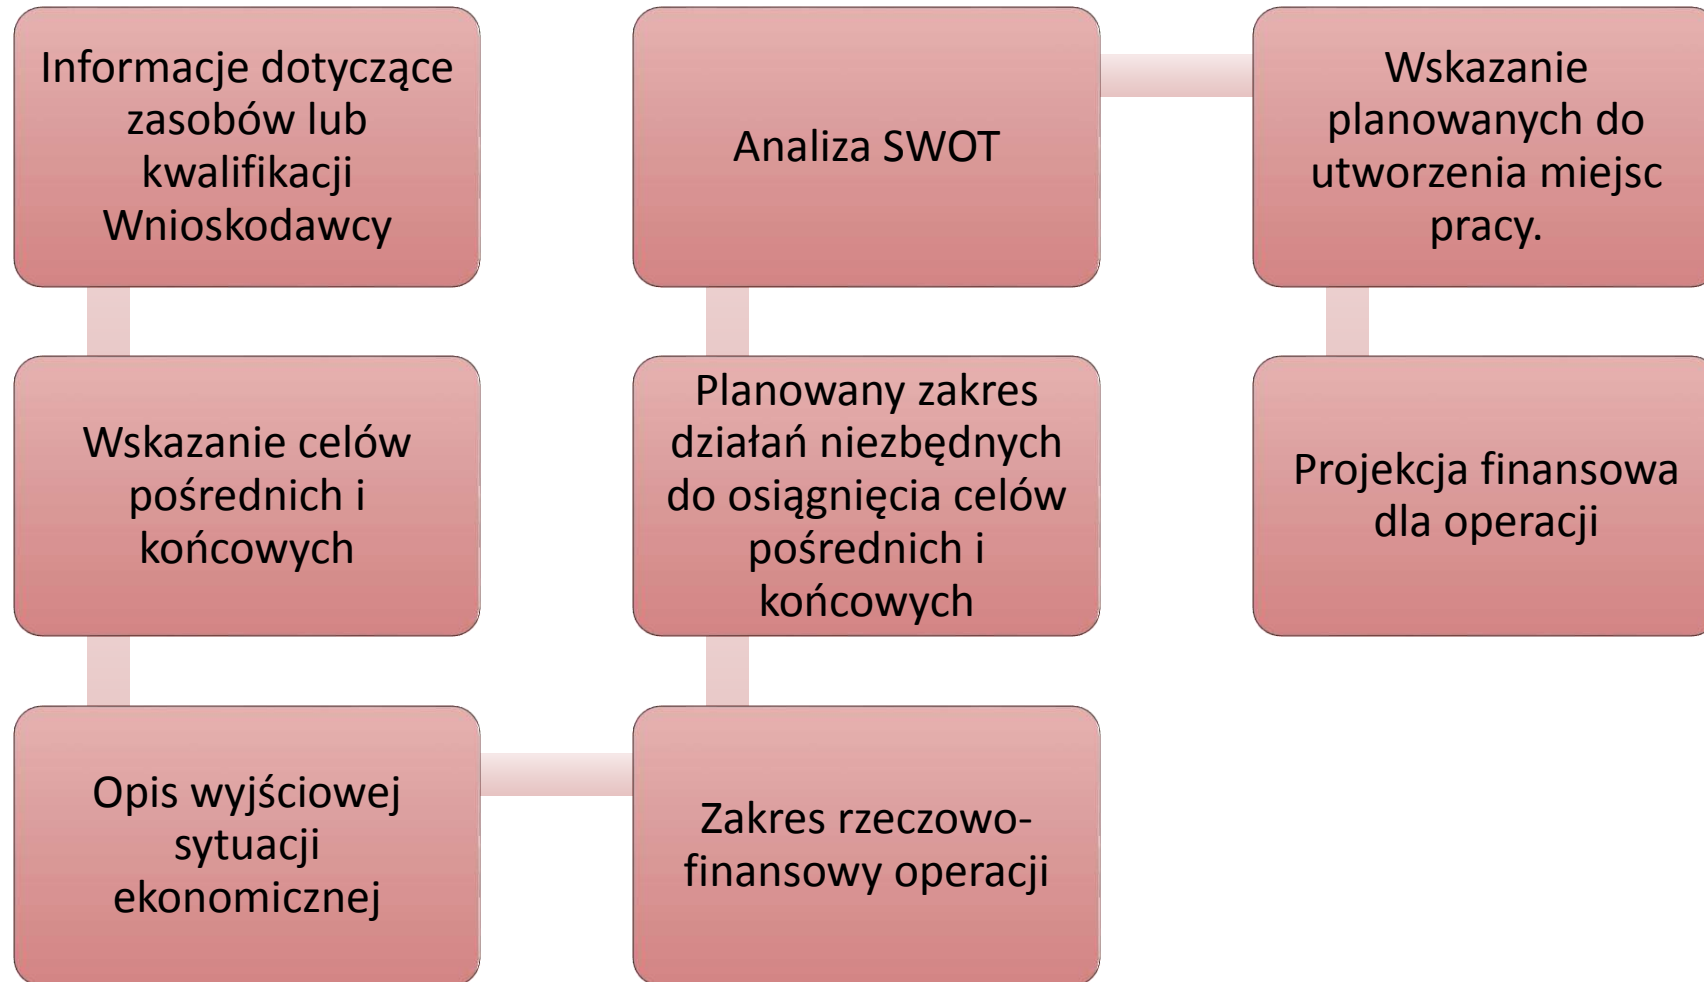 Informacje dotyczące
zasobów lub
kwalifikacji
Wnioskodawcy
Wskazanie celów
pośrednich i
końcowych
Opis wyjściowej
sytuacji
ekonomicznej
Zakres rzeczowo-
finansowy operacji
Planowany zakres
działań niezbędnych
do osiągnięcia celów
pośrednich i
końcowych
Analiza SWOT
Wskazanie
planowanych do
utworzenia miejsc
pracy.
Projekcja finansowa
dla operacji